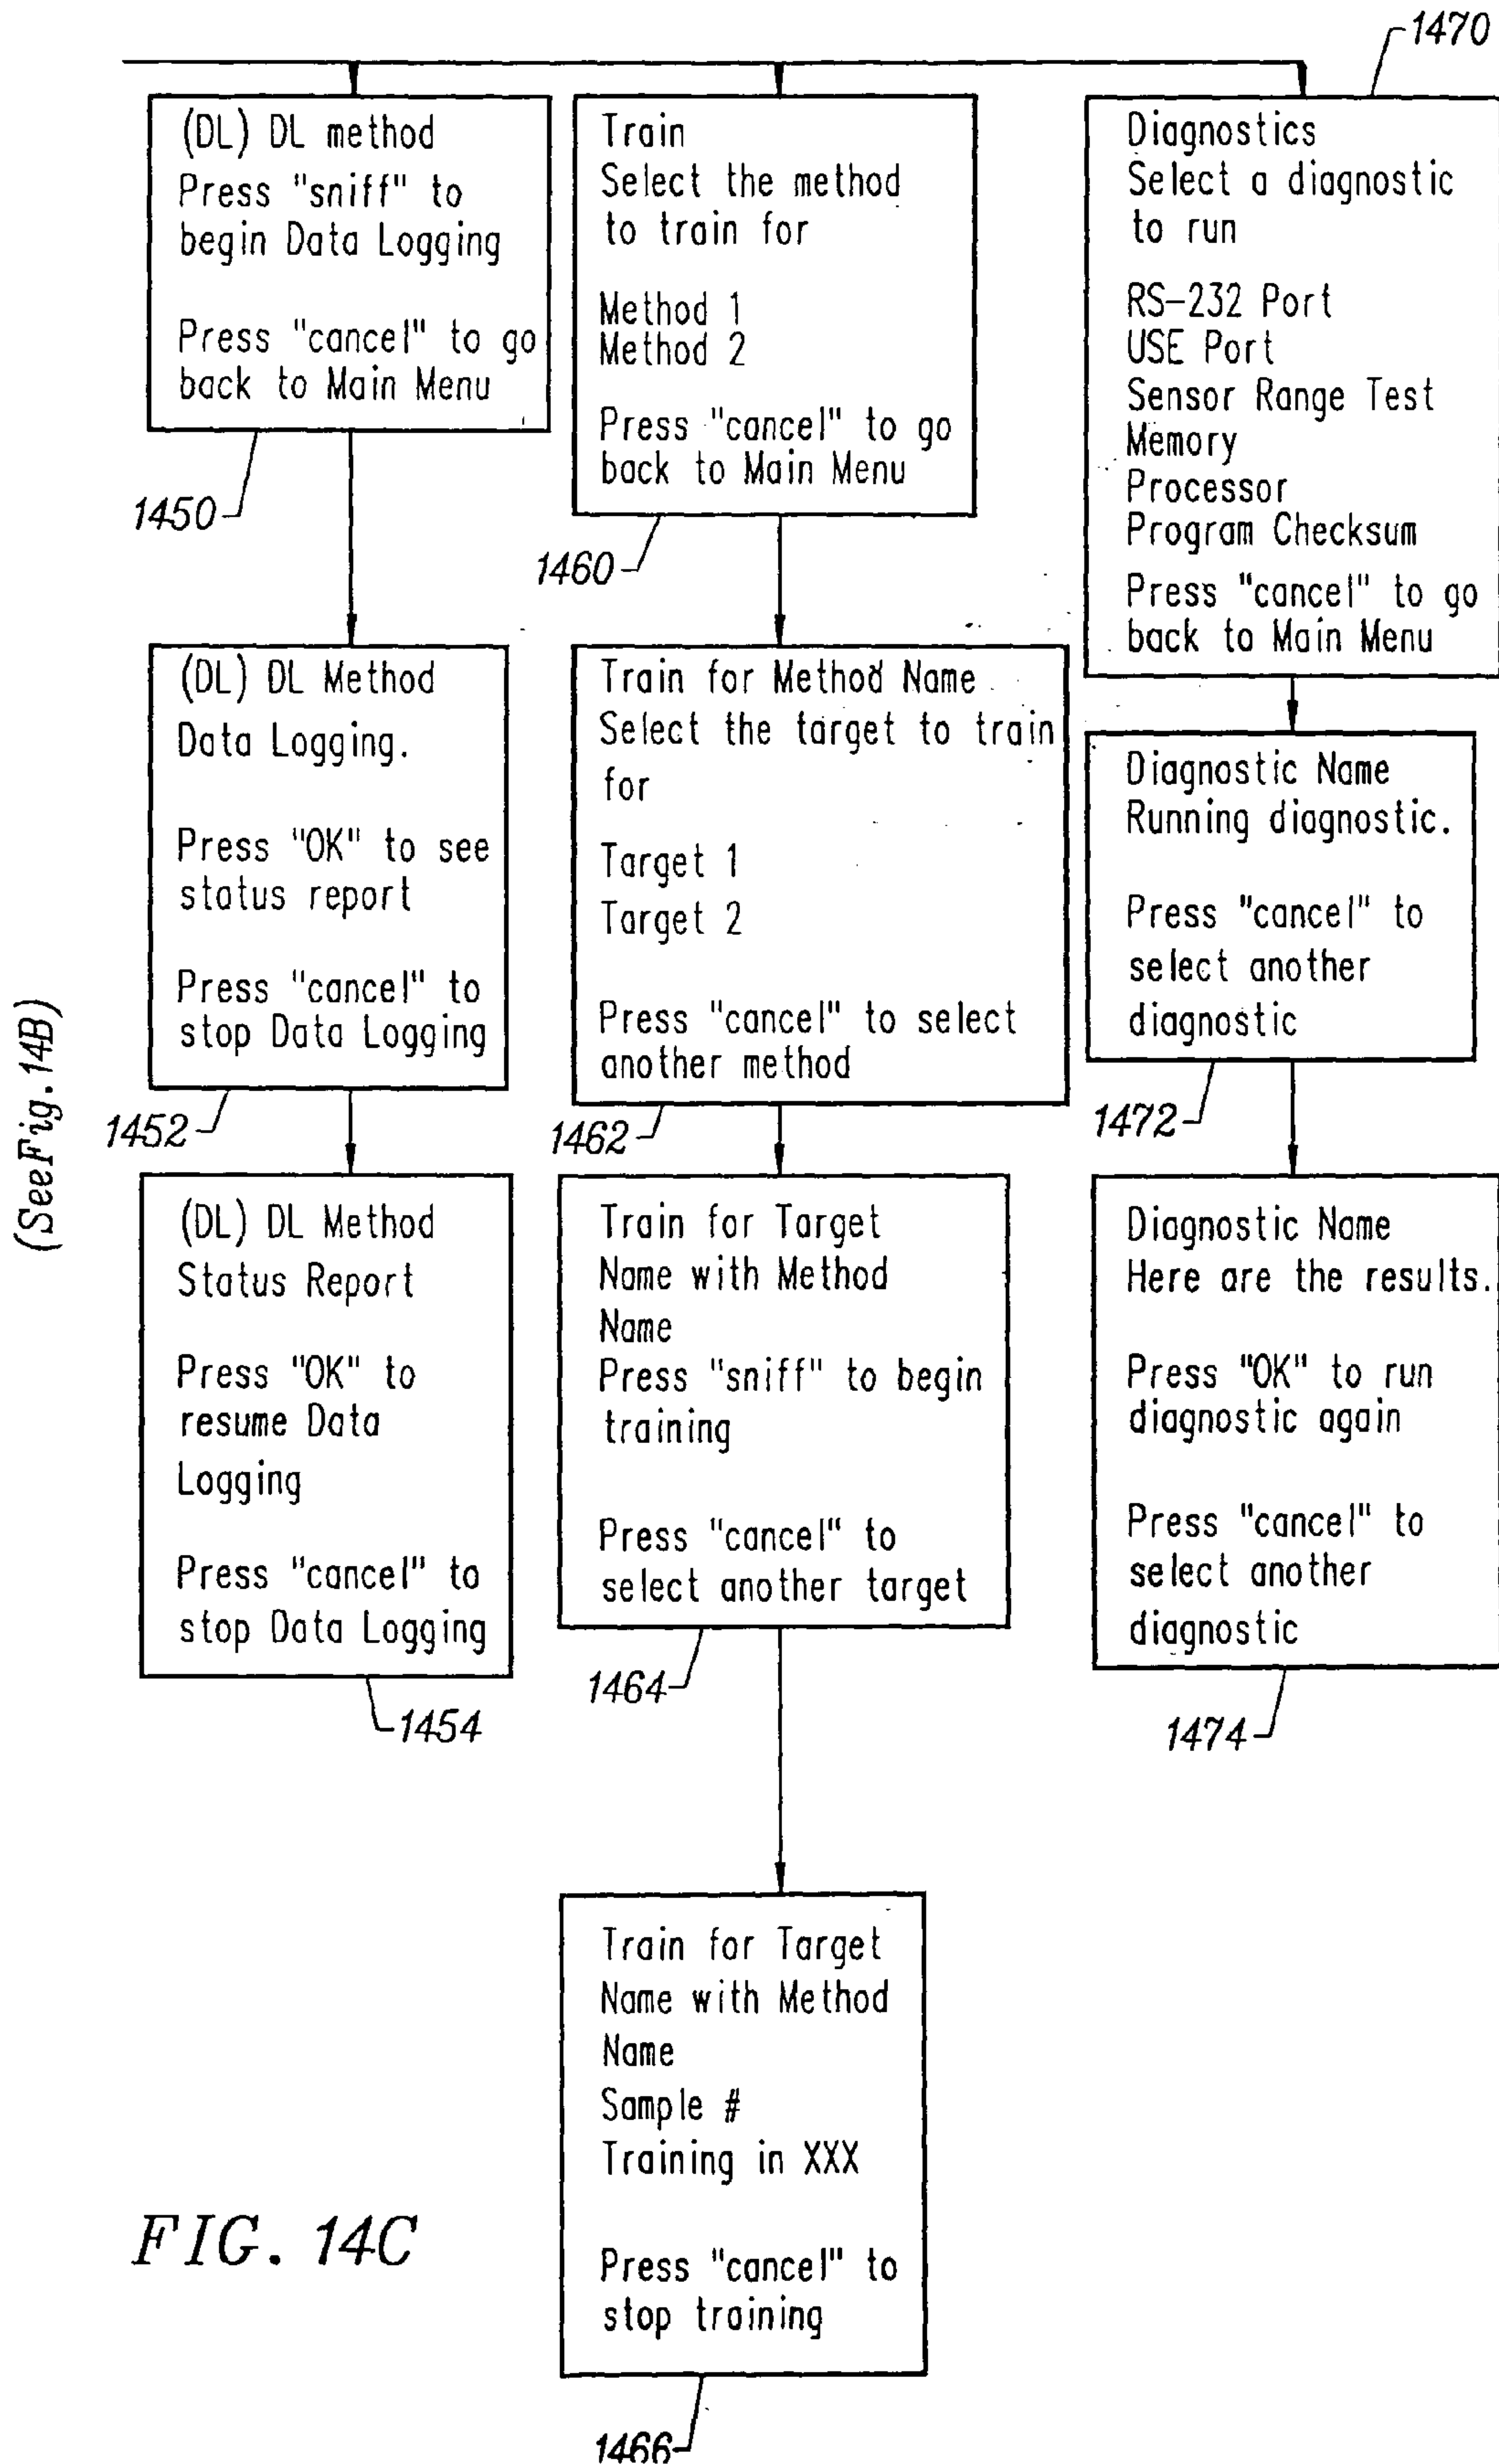 1470
(DL) DL method
Press "sniff" to
begin Data Logging
Press "cancel" to go
back to Main Menu
1450
(DL) DL Method
Data Logging.
Press "OK" to see
status report
Press "cancel" to
stop Data Logging
1452
(DL) DL Method
Status Report
Press "OK" to
resume Data
Logging
Press "cancel" to
stop Data Logging
1454
Train
Select the method
to train for
Method 1
Method 2
Press "cancel" to go
back to Main Menu
1460
Train for Method Name
Select the target to train
for
Target 1
Target 2
Press "cancel" to select
another method
1462
Train for Target
Name with Method
Name
Press "sniff" to begin
training
Press "cancel" to
select another target
1464
Train for Target
Name with Method
Name
Sample #
Training in XXX
Press "cancel" to
stop training
1466
Diagnostics
Select a diagnostic
to run
RS-232 Port
USE Port
Sensor Range Test
Memory
Processor
Program Checksum
Press "cancel" to go
back to Main Menu
Diagnostic Name
Running diagnostic.
Press "cancel" to
select another
diagnostic
1472
Diagnostic Name
Here are the results.
Press "OK" to run
diagnostic again
Press "cancel" to
select another
diagnostic
1474
(See Fig. 14B)
FIG. 14C